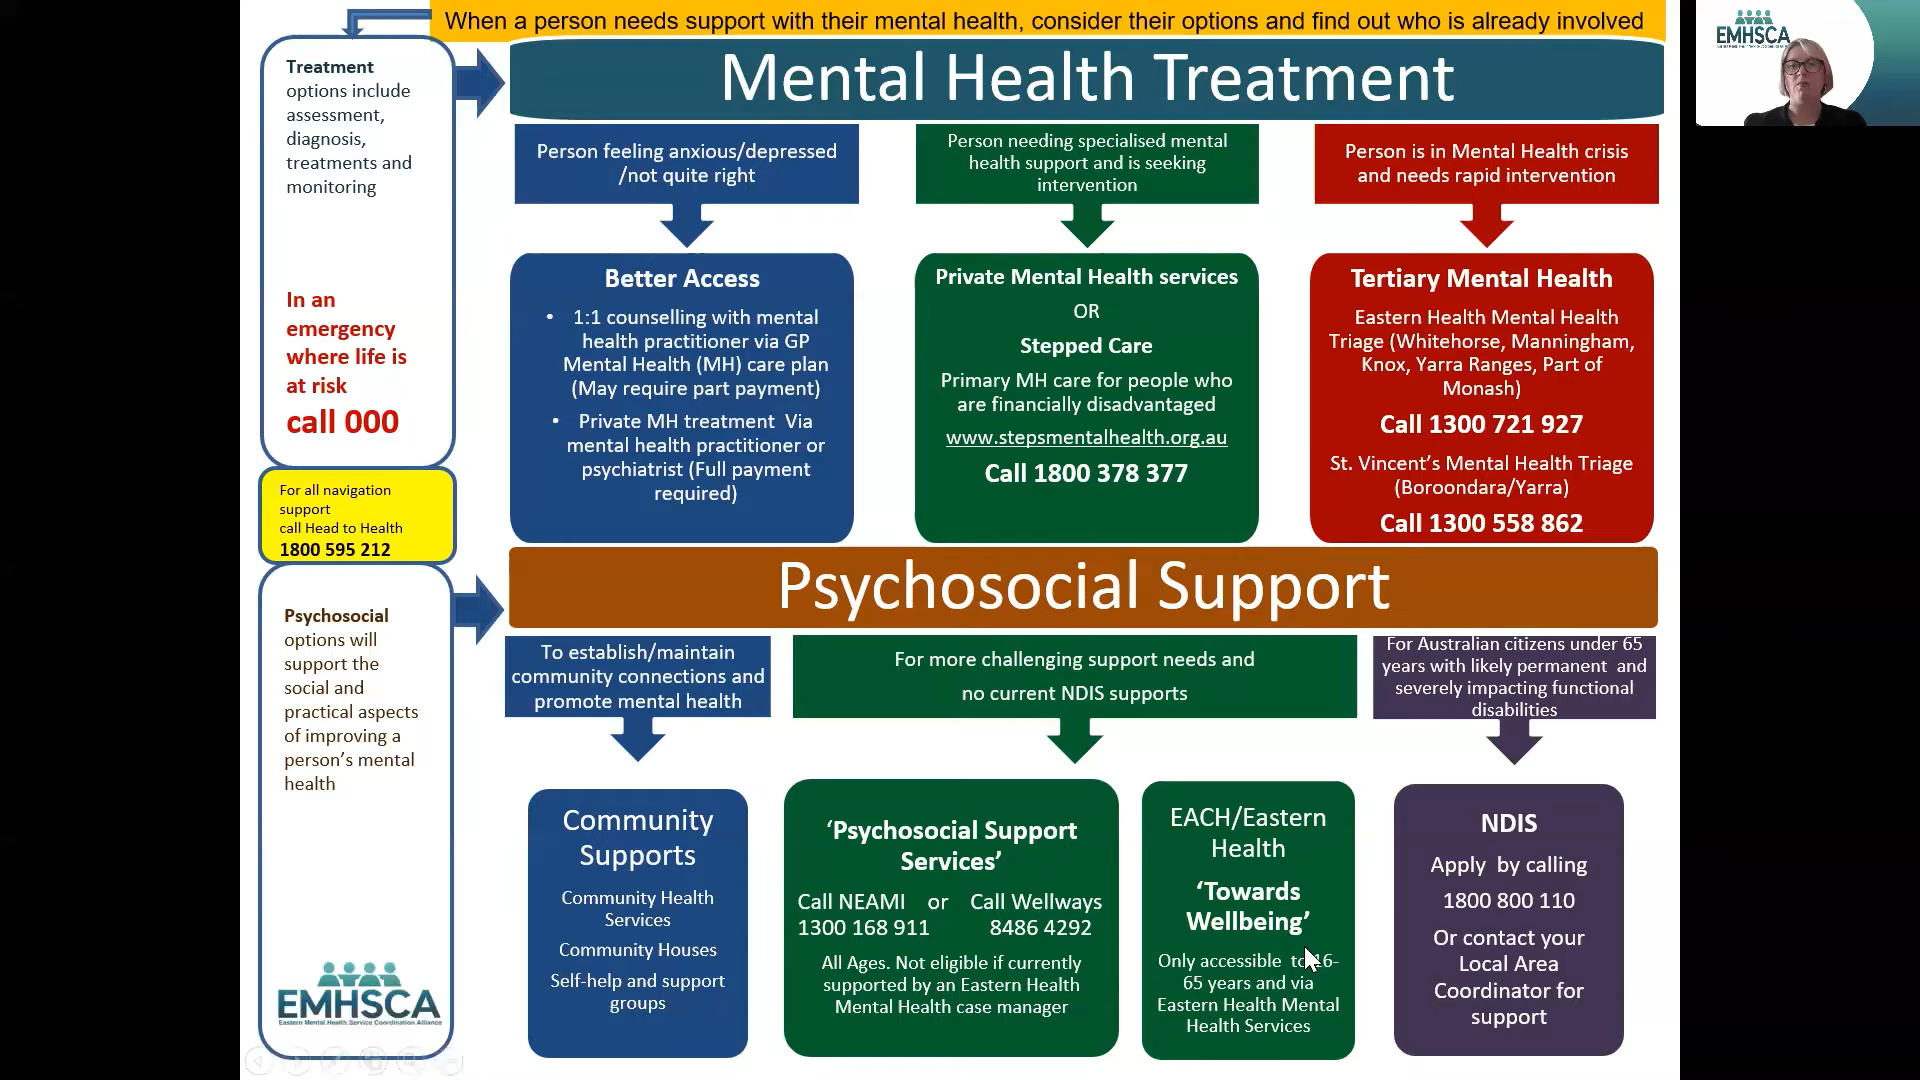 When a person needs support with their mental health, consider their options and find out who is already involved
Treatment
options include
assessment,
diagnosis,
treatments and
monitoring
In an
emergency
where life is
at risk
call 000
For all navigation
support
call Head to Health
1800 595 212
Psychosocial
options will
support the
social and
practical aspects
of improving a
person's mental
health
EMHSCA
Eastern Mental Health Service Coordination Alliance
Mental Health Treatment
Person feeling anxious/depressed
/not quite right
Better Access
• 1:1 counselling with mental
health practitioner via GP
Mental Health (MH) care plan
(May require part payment)
• Private MH treatment Via
mental health practitioner or
psychiatrist (Full payment
required)
Person needing specialised mental
health support and is seeking
intervention
Private Mental Health services
OR
Stepped Care
Primary MH care for people who
are financially disadvantaged
www.stepsmentalhealth.org.au
Call 1800 378 377
Person is in Mental Health crisis
and needs rapid intervention
Tertiary Mental Health
Eastern Health Mental Health
Triage (Whitehorse, Manningham,
Knox, Yarra Ranges, Part of
Monash)
Call 1300 721 927
St. Vincent's Mental Health Triage
(Boroondara/Yarra)
Call 1300 558 862
Psychosocial Support
To establish/maintain
community connections and
promote mental health
Community
Supports
Community Health
Services
Community Houses
Self-help and support
groups
For more challenging support needs and
no current NDIS supports
'Psychosocial Support
Services'
Call NEAMI or Call Wellways
1300 168 911 8486 4292
All Ages. Not eligible if currently
supported by an Eastern Health
Mental Health case manager
EACH/Eastern
Health
'Towards
Wellbeing'
Only accessible to 16-
65 years and via
Eastern Health Mental
Health Services
For Australian citizens under 65
years with likely permanent and
severely impacting functional
disabilities
NDIS
Apply by calling
1800 800 110
Or contact your
Local Area
Coordinator for
support
EMHSCA